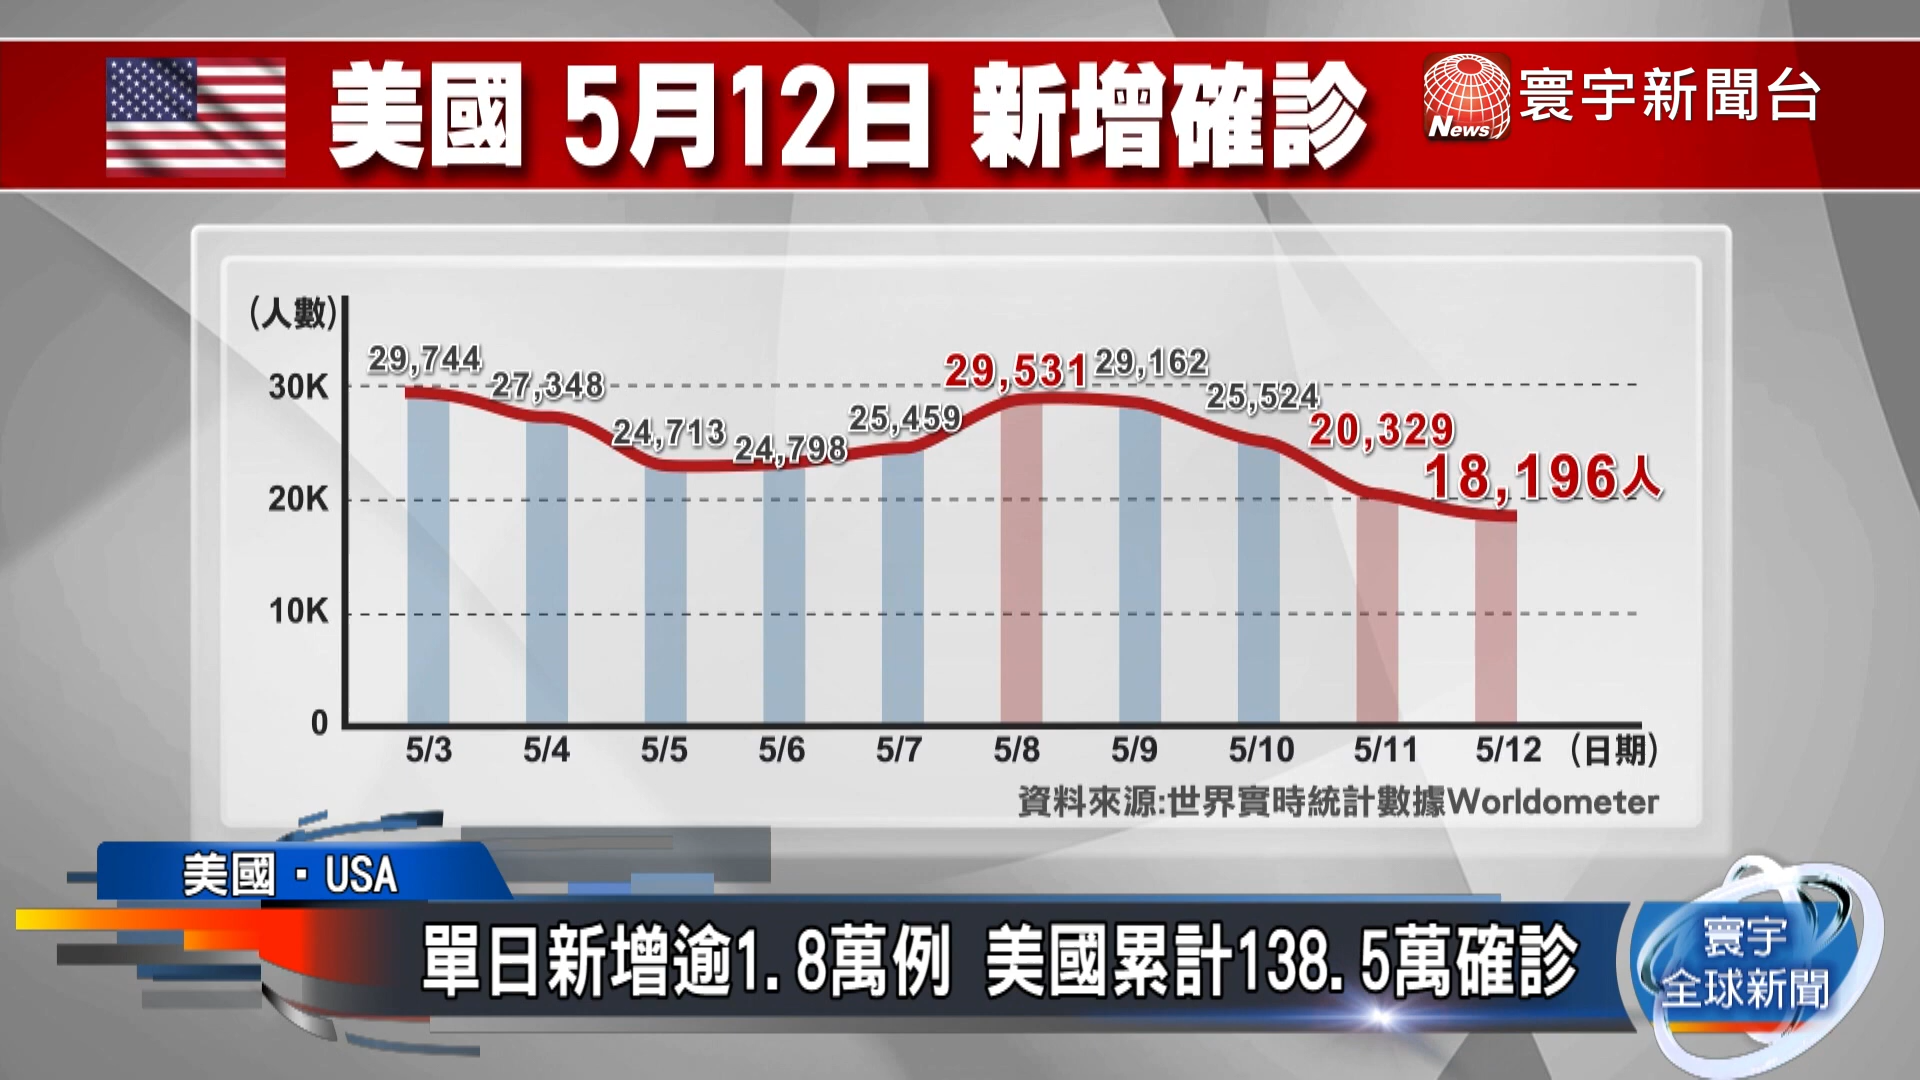 美國 5月12日 新增確診
News 寰宇新聞台
(人數)
29,744
27,348
24,713
24,798
25,459
29,531
29,162
25,524
20,329
18,196人
30K
20K
10K
0
5/3 5/4 5/5 5/6 5/7 5/8 5/9 5/10 5/11 5/12 (日期)
資料來源:世界實時統計數據Worldometer
美國·USA
單日新增逾1.8萬例 美國累計138.5萬確診
寰宇
全球新聞